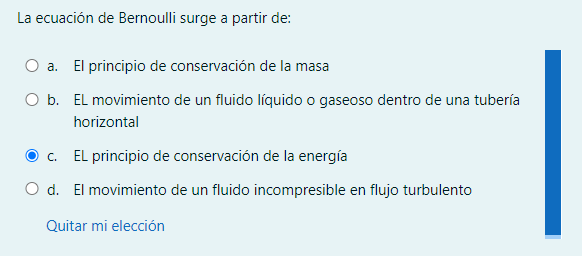 La ecuación de Bernoulli surge a partir de:
a. El principio de conservación de la masa
b. EL movimiento de un fluido líquido o gaseoso dentro de una tubería
horizontal
c. EL principio de conservación de la energía
d. El movimiento de un fluido incompresible en flujo turbulento
Quitar mi elección